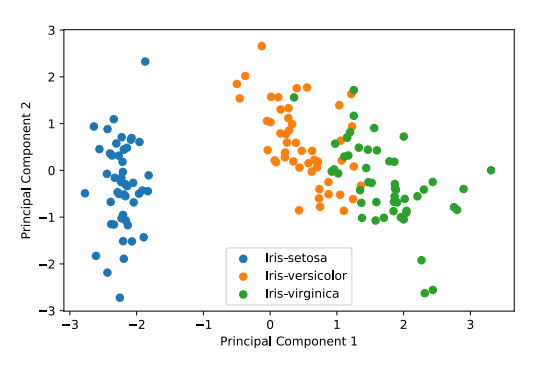 3
2
1
0
−1
−2
−3
Principal Component 2
−3 −2 −1 0 1 2 3
Principal Component 1
Iris-setosa
Iris-versicolor
Iris-virginica